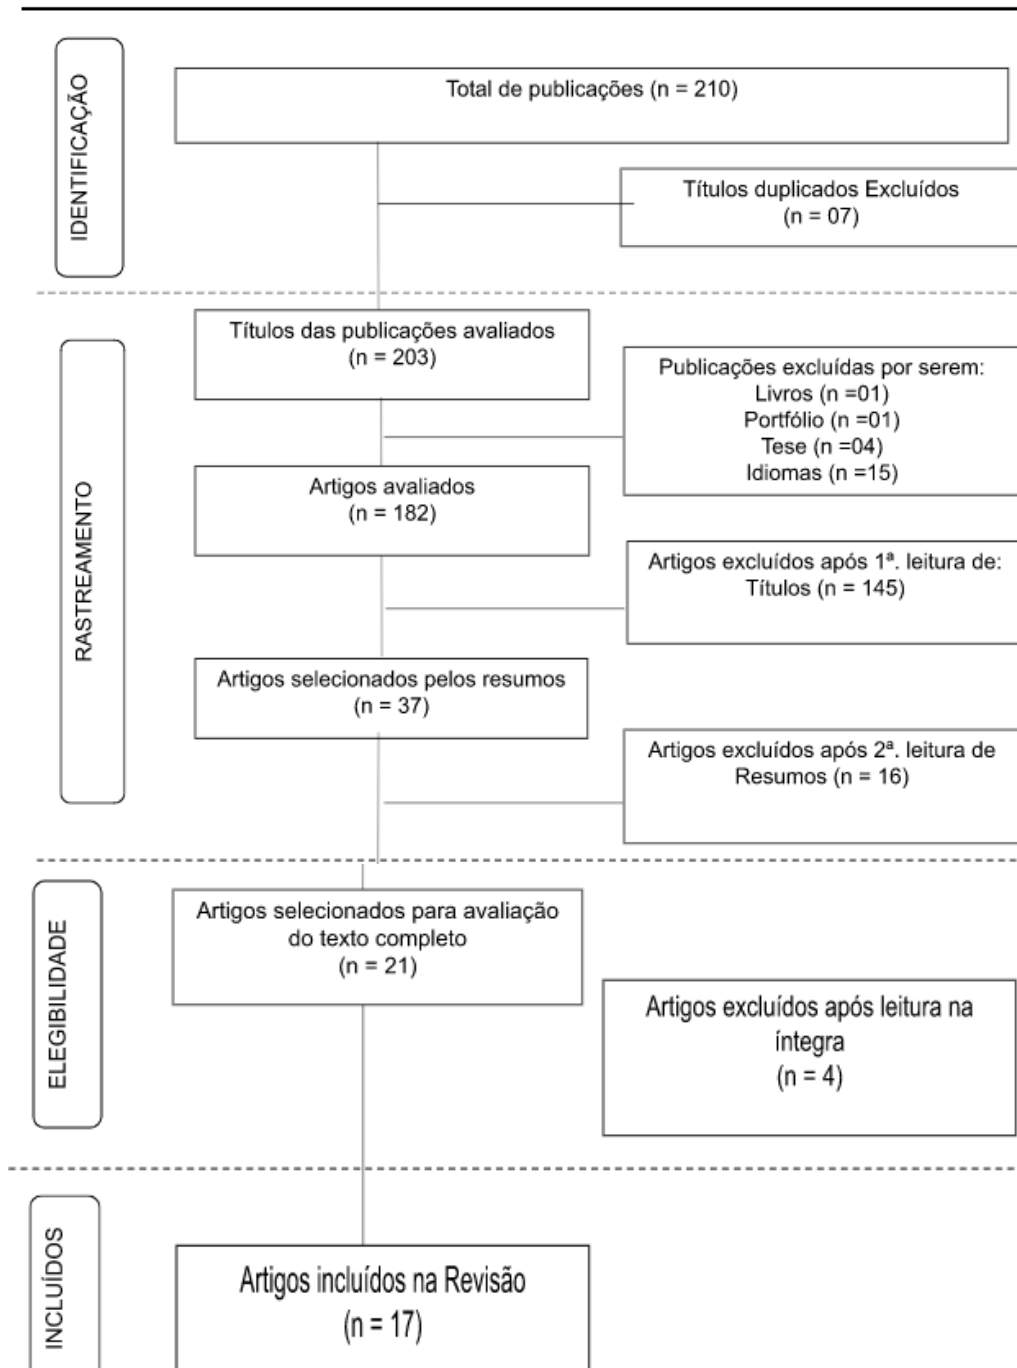 IDENTIFICAÇÃO
Total de publicações (n = 210)
Títulos duplicados Excluídos
(n = 07)
RASTREAMENTO
Títulos das publicações avaliados
(n = 203)
Publicações excluídas por serem:
Livros (n =01)
Portfólio (n =01)
Tese (n =04)
Idiomas (n =15)
Artigos avaliados
(n = 182)
Artigos excluídos após 1ª. leitura de:
Títulos (n = 145)
Artigos selecionados pelos resumos
(n = 37)
Artigos excluídos após 2ª. leitura de
Resumos (n = 16)
ELEGIBILIDADE
Artigos selecionados para avaliação
do texto completo
(n = 21)
Artigos excluídos após leitura na
íntegra
(n = 4)
INCLUÍDOS
Artigos incluídos na Revisão
(n = 17)